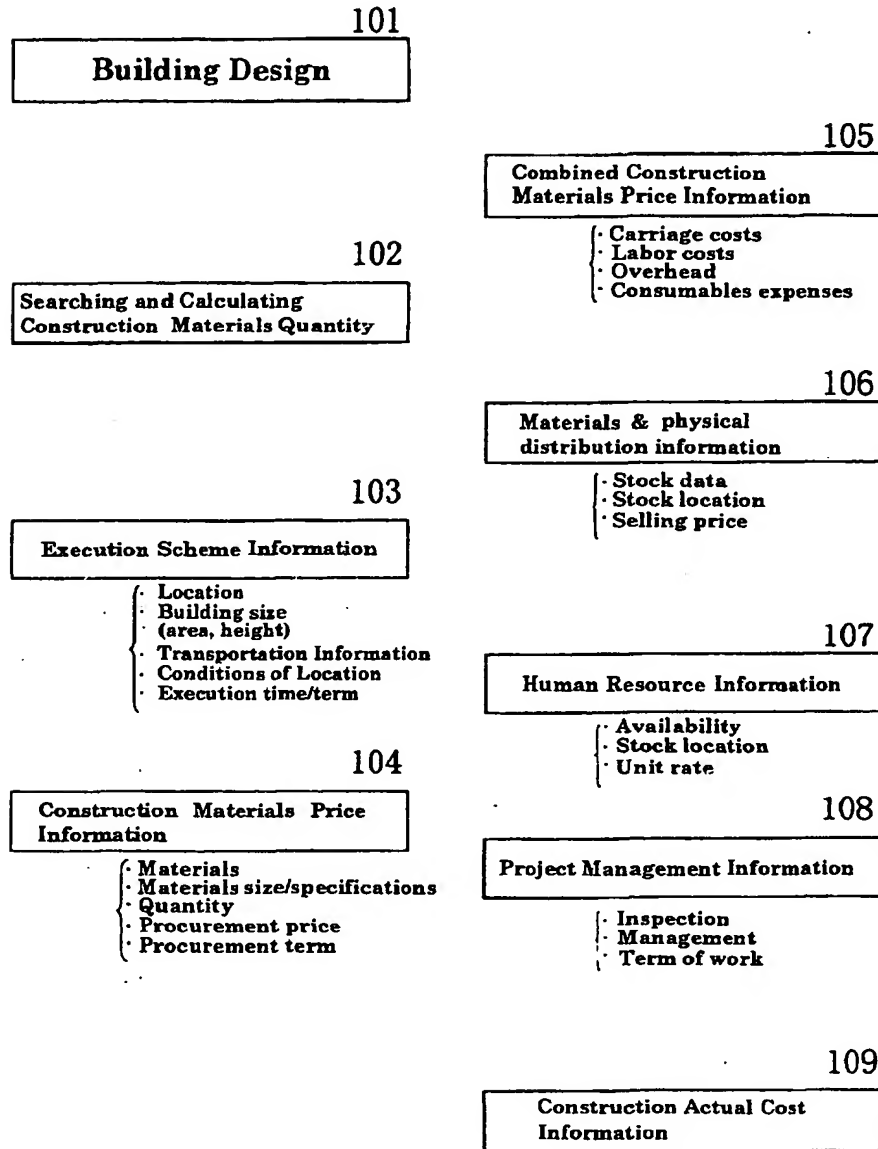 101
Building Design
102
Searching and Calculating
Construction Materials Quantity
103
Execution Scheme Information
· Location
· Building size
· (area, height)
· Transportation Information
· Conditions of Location
· Execution time/term
104
Construction Materials Price
Information
· Materials
· Materials size/specifications
· Quantity
· Procurement price
· Procurement term
105
Combined Construction
Materials Price Information
· Carriage costs
· Labor costs
· Overhead
· Consumables expenses
106
Materials & physical
distribution information
· Stock data
· Stock location
· Selling price
107
Human Resource Information
· Availability
· Stock location
· Unit rate
108
Project Management Information
· Inspection
· Management
· Term of work
109
Construction Actual Cost
Information